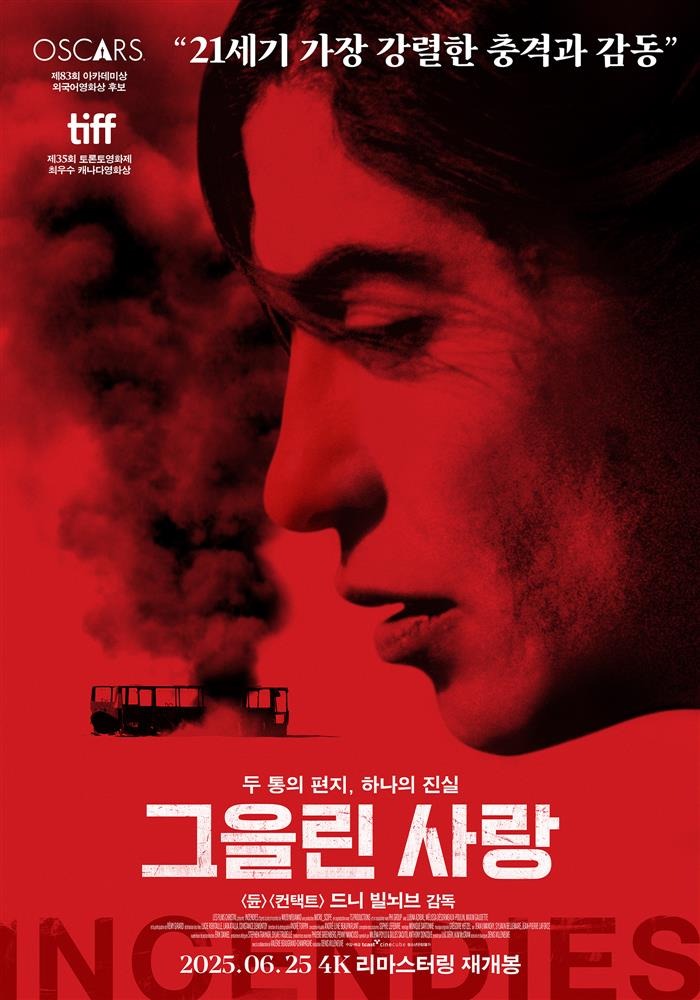 OSCARS.
제83회 아카데미상
외국어영화상 후보
“21세기 가장 강렬한 충격과 감동”
tiff
제35회 토론토영화제
최우수 캐나다영화상
두 통의 편지, 하나의 진실
그을린 사랑
〈듄〉〈컨택트〉 드니 빌뇌브 감독
INCENDIES
2025.06.25 4K 리마스터링 재개봉